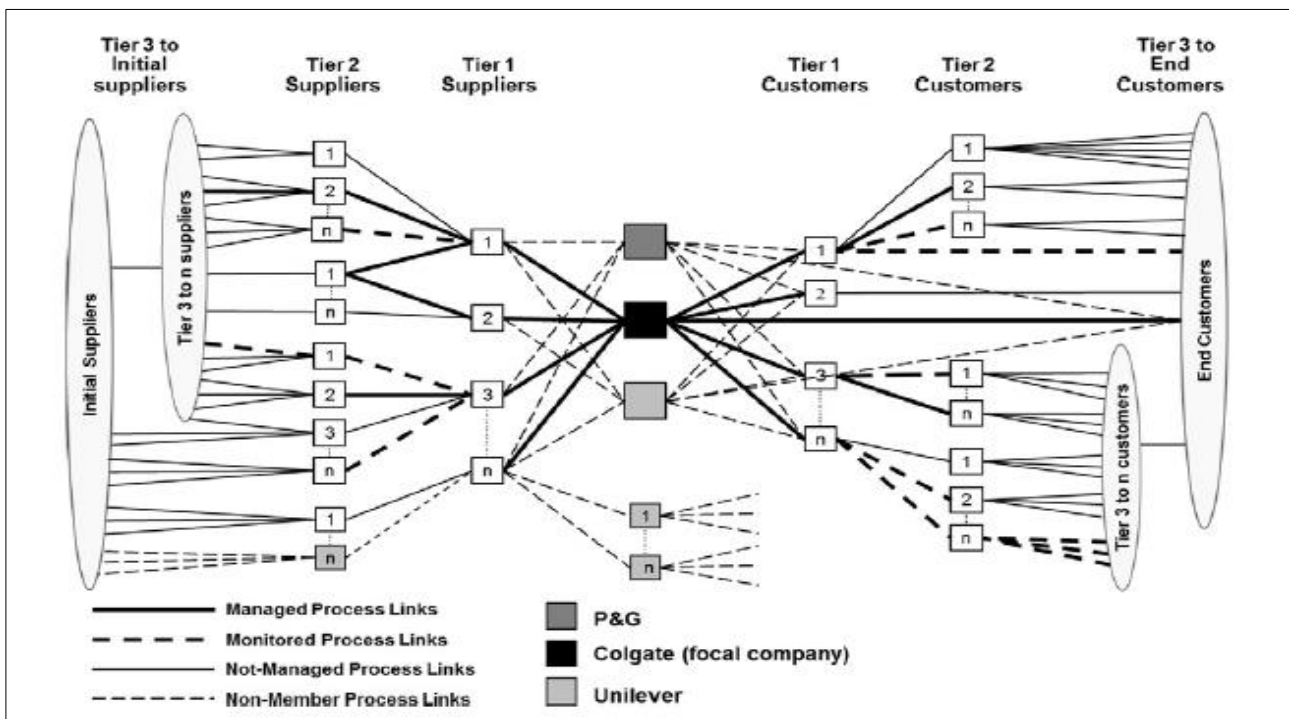 Tier 3 to
Initial
suppliers
Tier 2
Suppliers
Tier 1
Suppliers
Tier 1
Customers
Tier 2
Customers
Tier 3 to
End
Customers
Initial Suppliers
Tier 3 to n suppliers
1
2
n
1
n
1
2
3
n
1
n
1
2
3
n
1
n
1
2
3
n
1
2
n
1
n
1
2
n
Tier 3 to n customers
End Customers
Managed Process Links
Monitored Process Links
Not-Managed Process Links
Non-Member Process Links
P&G
Colgate (focal company)
Unilever